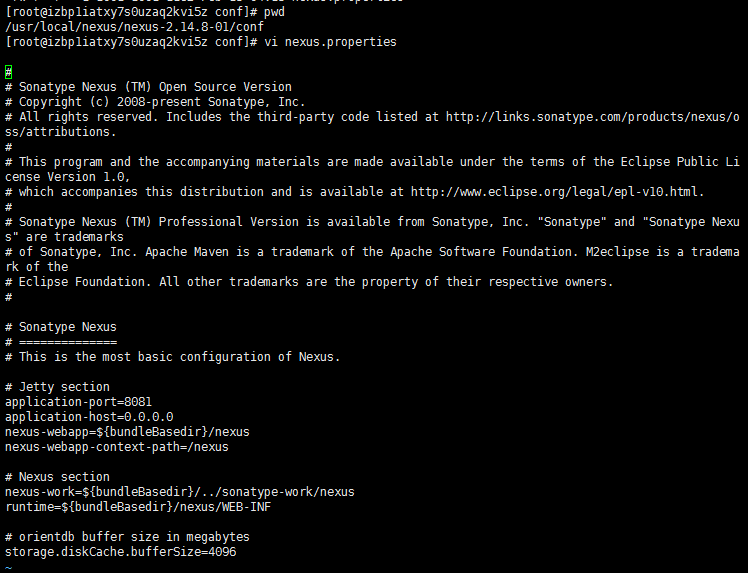 [root@izbp1iatxy7s0uzaq2kvi5z conf]# pwd
/usr/local/nexus/nexus-2.14.8-01/conf
[root@izbp1iatxy7s0uzaq2kvi5z conf]# vi nexus.properties
#
# Sonatype Nexus (TM) Open Source Version
# Copyright (c) 2008-present Sonatype, Inc.
# All rights reserved. Includes the third-party code listed at http://links.sonatype.com/products/nexus/o
ss/attributions.
#
# This program and the accompanying materials are made available under the terms of the Eclipse Public Li
cense Version 1.0,
# which accompanies this distribution and is available at http://www.eclipse.org/legal/epl-v10.html.
#
# Sonatype Nexus (TM) Professional Version is available from Sonatype, Inc. "Sonatype" and "Sonatype Nexu
s" are trademarks
# of Sonatype, Inc. Apache Maven is a trademark of the Apache Software Foundation. M2eclipse is a tradema
rk of the
# Eclipse Foundation. All other trademarks are the property of their respective owners.
#
# Sonatype Nexus
# ==============
# This is the most basic configuration of Nexus.
# Jetty section
application-port=8081
application-host=0.0.0.0
nexus-webapp=${bundleBasedir}/nexus
nexus-webapp-context-path=/nexus
# Nexus section
nexus-work=${bundleBasedir}/../sonatype-work/nexus
runtime=${bundleBasedir}/nexus/WEB-INF
# orientdb buffer size in megabytes
storage.diskCache.bufferSize=4096
~